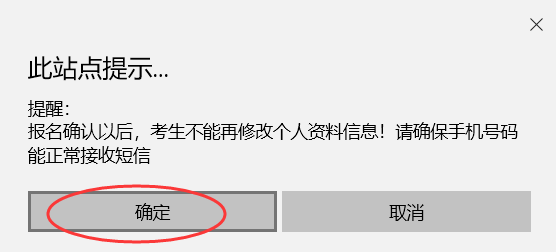 此站点提示...
提醒：
报名确认以后，考生不能再修改个人资料信息！请确保手机号码
能正常接收短信
确定
取消